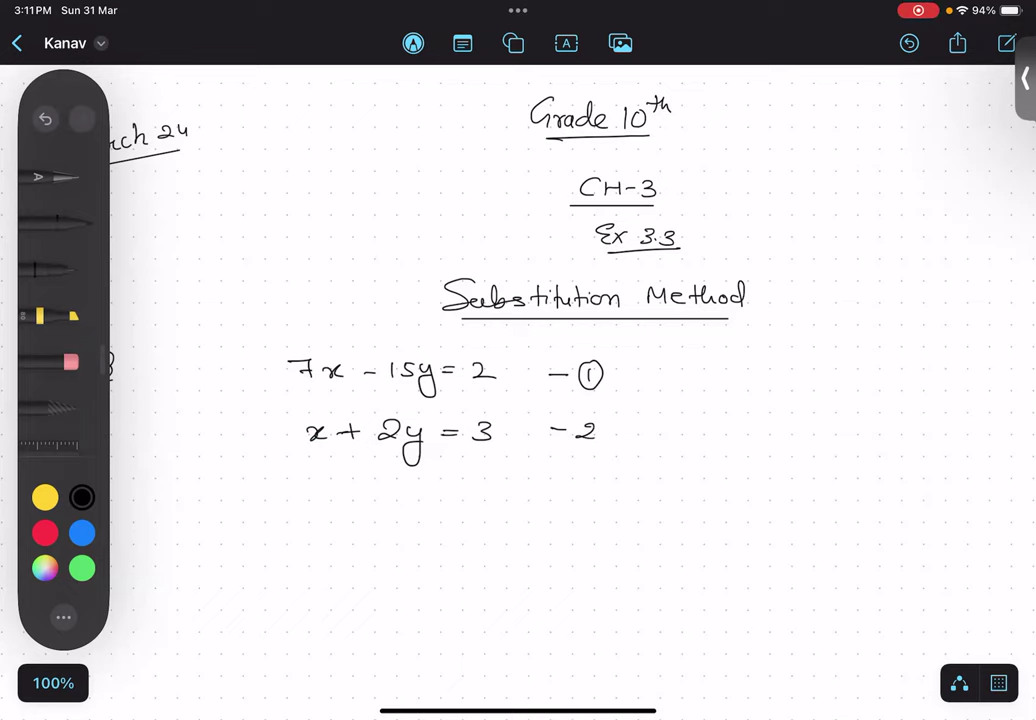 3:11PM Sun 31 Mar
94%
Kanav
A
rch 24
Grade 10th
CH-3
Ex 3.3
Substitution Method
7x - 15y = 2 - ①
x + 2y = 3 - 2
100%